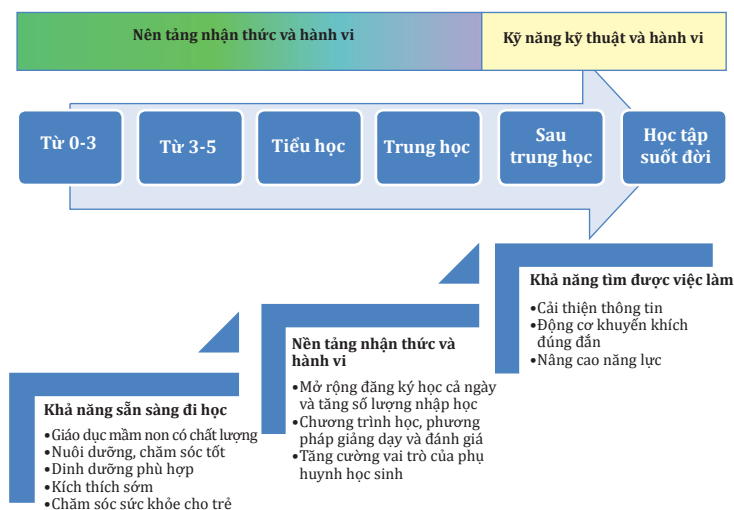 Nên tảng nhận thức và hành vi
Kỹ năng kỹ thuật và hành vi
Từ 0-3
Từ 3-5
Tiểu học
Trung học
Sau
trung học
Học tập
suốt đời
Khả năng tìm được việc làm
•Cải thiện thông tin
•Động cơ khuyến khích
đúng đắn
•Nâng cao năng lực
Nền tảng nhận thức và
hành vi
•Mở rộng đăng ký học cả ngày
và tăng số lượng nhập học
•Chương trình học, phương
pháp giảng dạy và đánh giá
•Tăng cường vai trò của phụ
huynh học sinh
Khả năng sẵn sàng đi học
•Giáo dục mầm non có chất lượng
•Nuôi dưỡng, chăm sóc tốt
•Dinh dưỡng phù hợp
•Kích thích sớm
•Chăm sóc sức khỏe cho trẻ